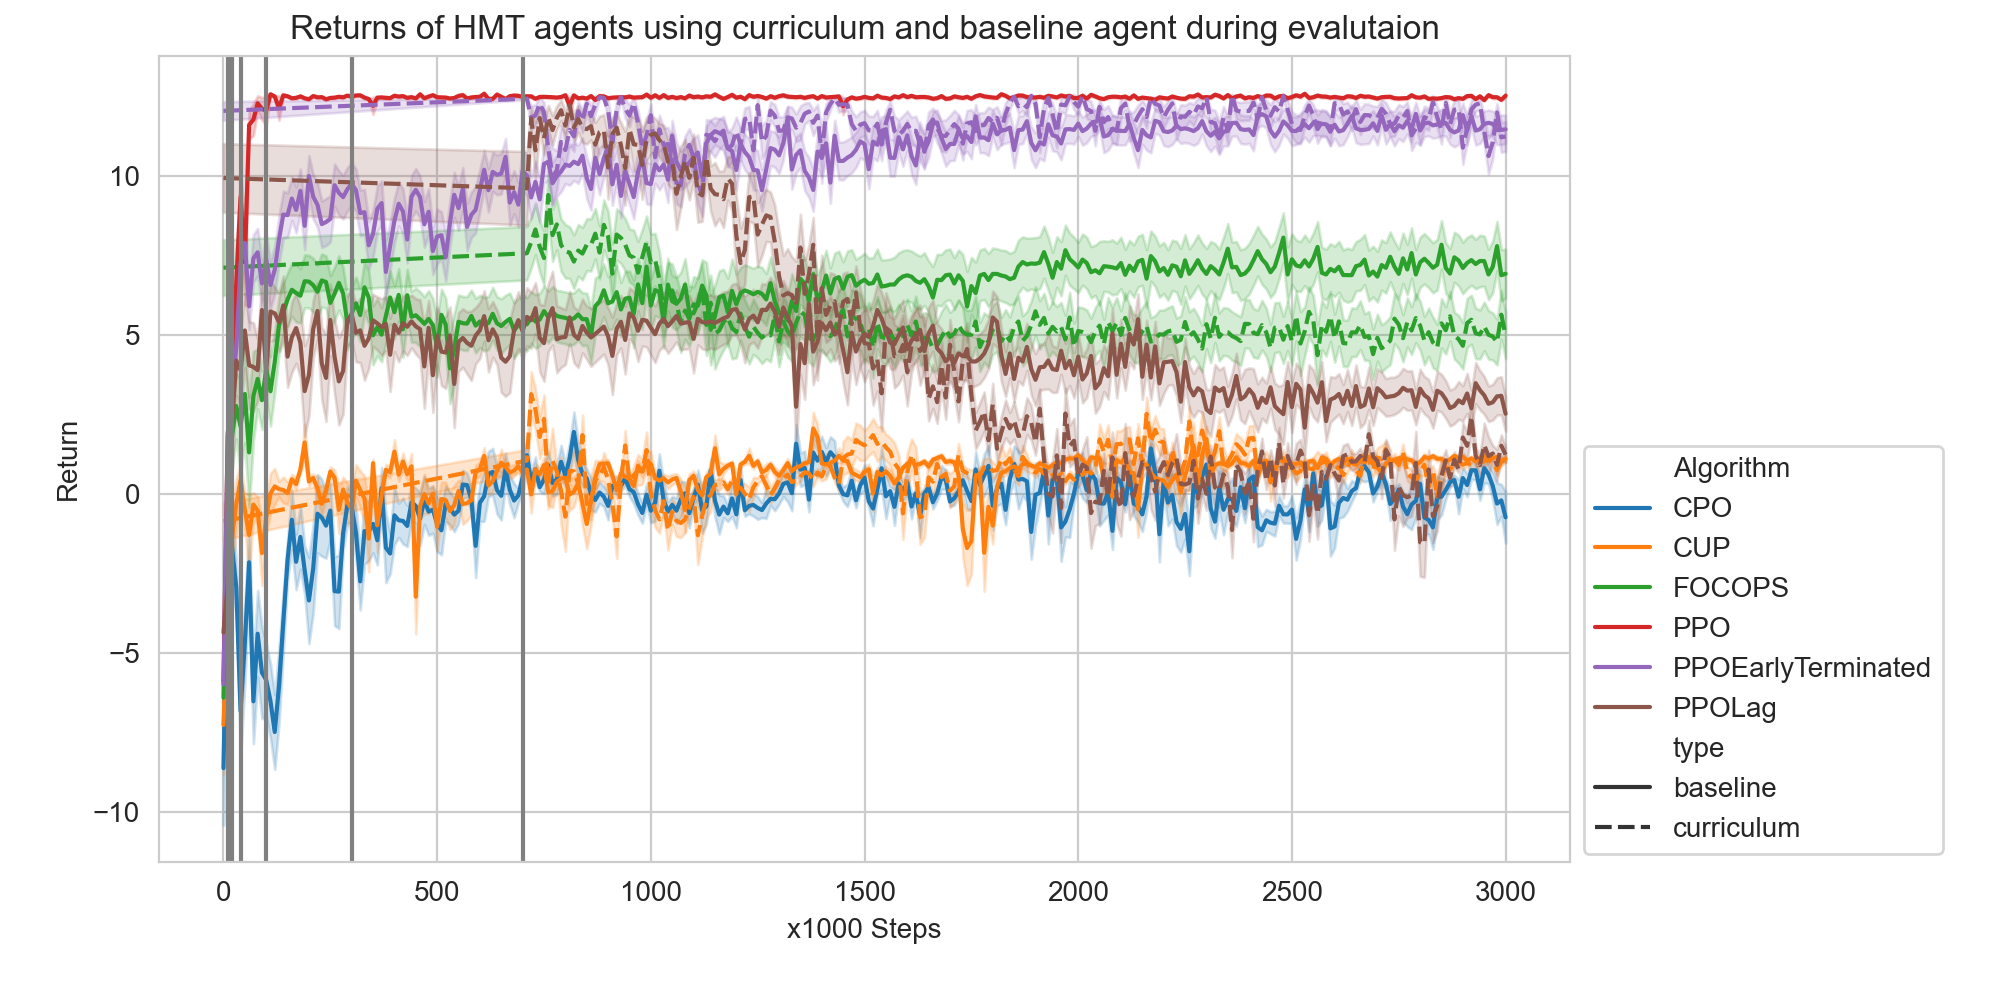 Returns of HMT agents using curriculum and baseline agent during evalutaion
Return
10
5
0
−5
−10
0 500 1000 1500 2000 2500 3000
x1000 Steps
Algorithm
CPO
CUP
FOCOPS
PPO
PPOEarlyTerminated
PPOLag
type
baseline
curriculum